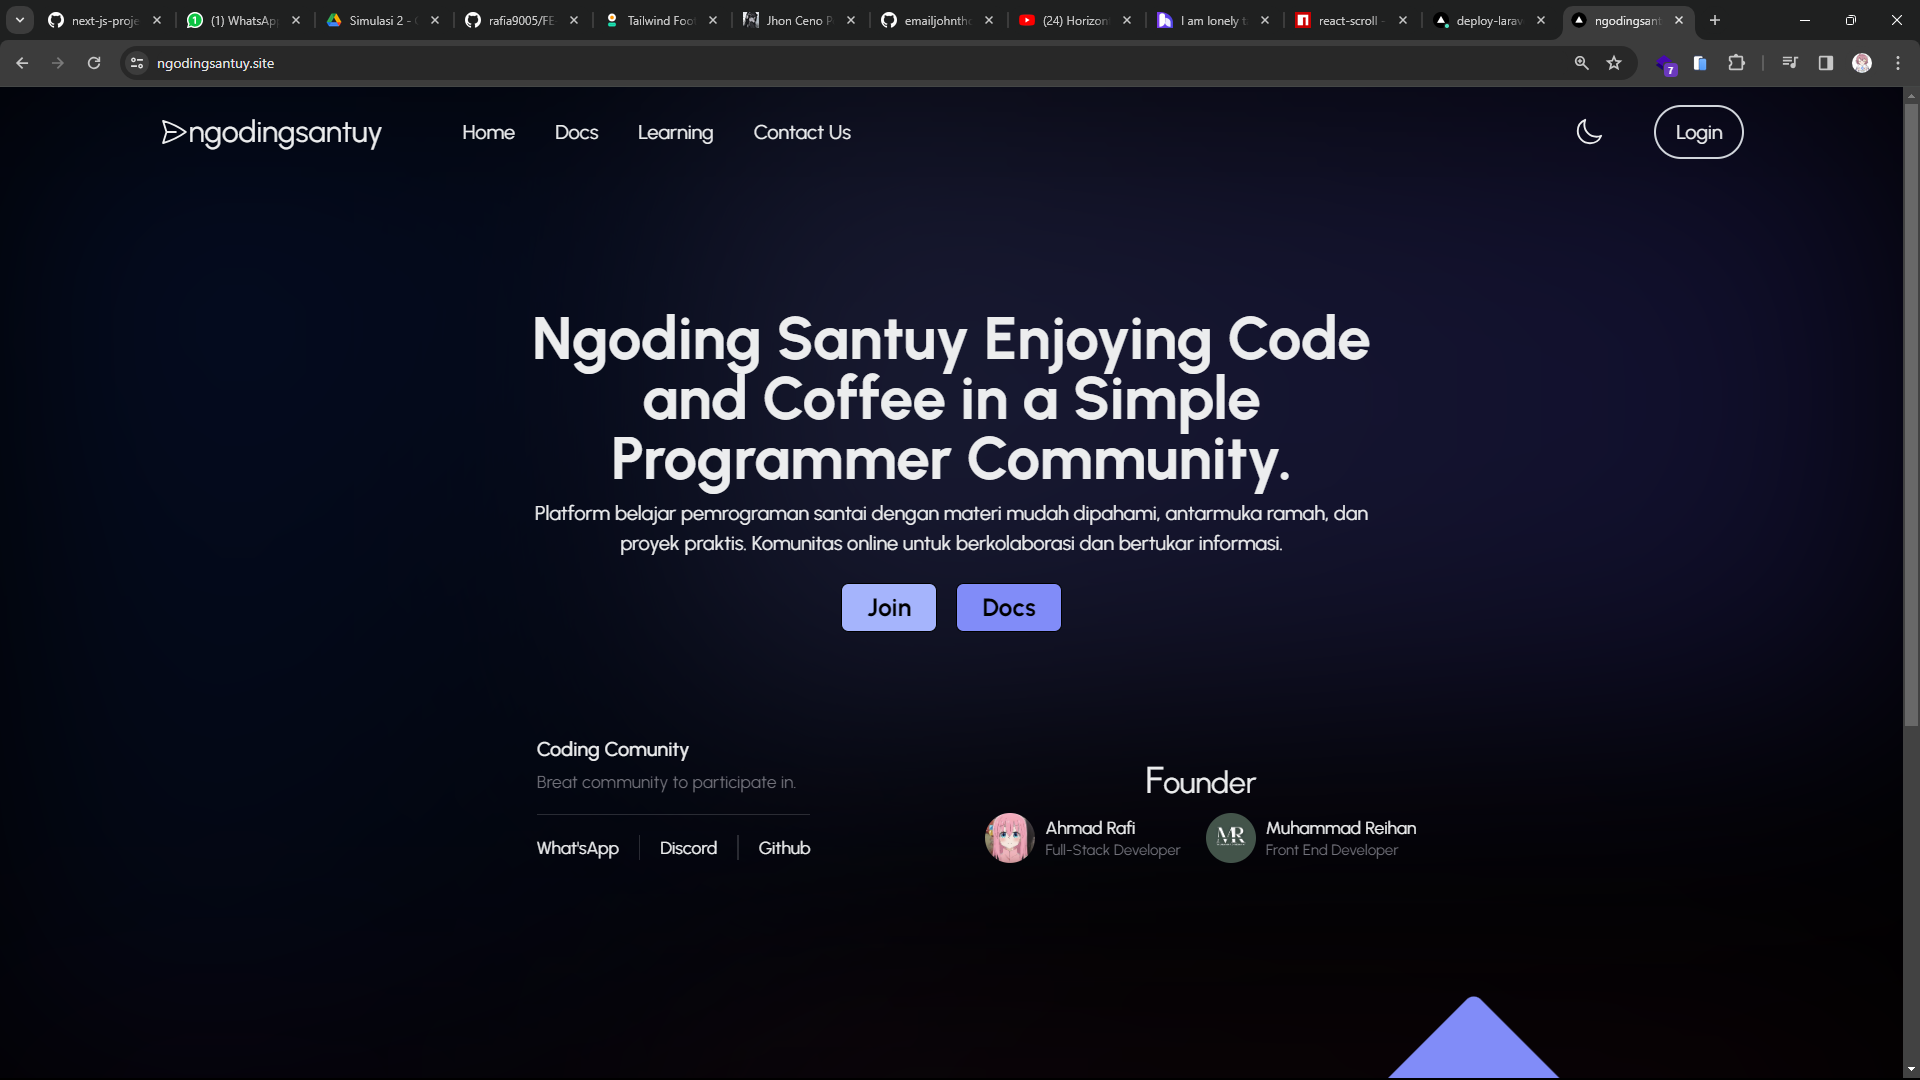 next-js-proje
(1) WhatsAp
Simulasi 2 -
rafia9005/FE
Tailwind Foo
Jhon Ceno P
emailjohntho
(24) Horizon
I am lonely t
react-scroll -
deploy-larav
ngodingsant
ngodingsantuy.site
7
ngodingsantuy
Home
Docs
Learning
Contact Us
Login
Ngoding Santuy Enjoying Code
and Coffee in a Simple
Programmer Community.
Platform belajar pemrograman santai dengan materi mudah dipahami, antarmuka ramah, dan
proyek praktis. Komunitas online untuk berkolaborasi dan bertukar informasi.
Join
Docs
Coding Comunity
Breat community to participate in.
What'sApp
Discord
Github
Founder
Ahmad Rafi
Full-Stack Developer
MR
Muhammad Reihan
Front End Developer